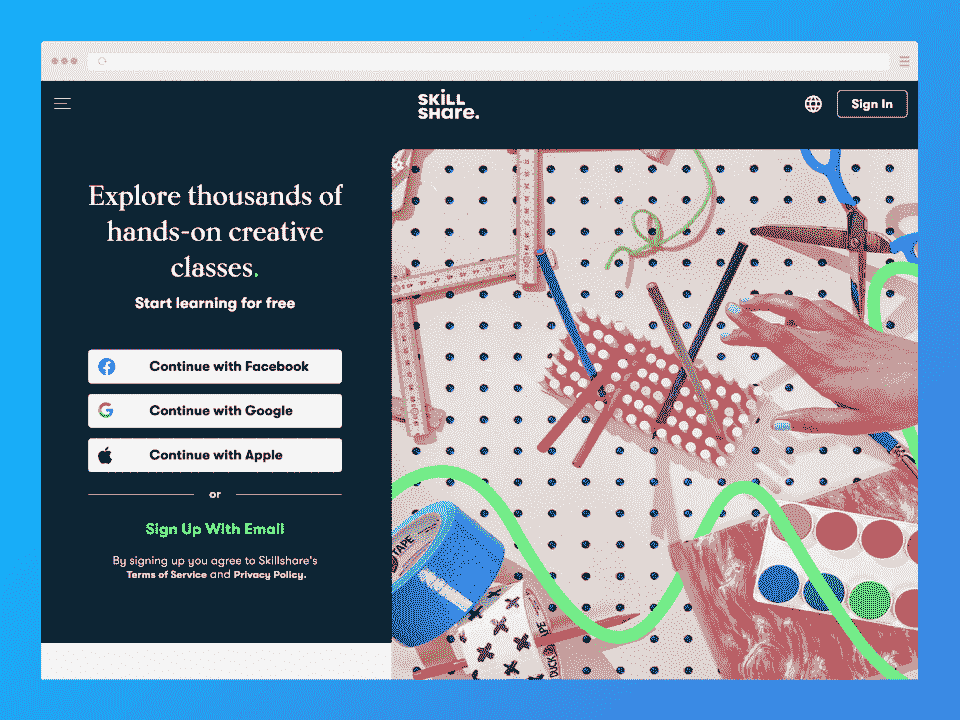 SKILL
SHare.
Sign In
Explore thousands of
hands-on creative
classes.
Start learning for free
Continue with Facebook
Continue with Google
Continue with Apple
or
Sign Up With Email
By signing up you agree to Skillshare's
Terms of Service and Privacy Policy.
TAPE
DUCK TAPE